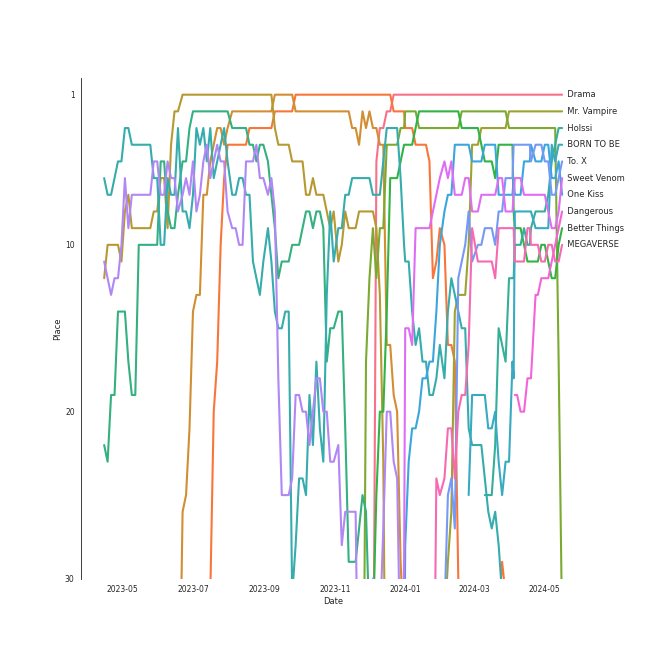 1
10
20
30
Place
2023-05
2023-07
2023-09
2023-11
2024-01
2024-03
2024-05
Date
Drama
Mr. Vampire
Holssi
BORN TO BE
To. X
Sweet Venom
One Kiss
Dangerous
Better Things
MEGAVERSE